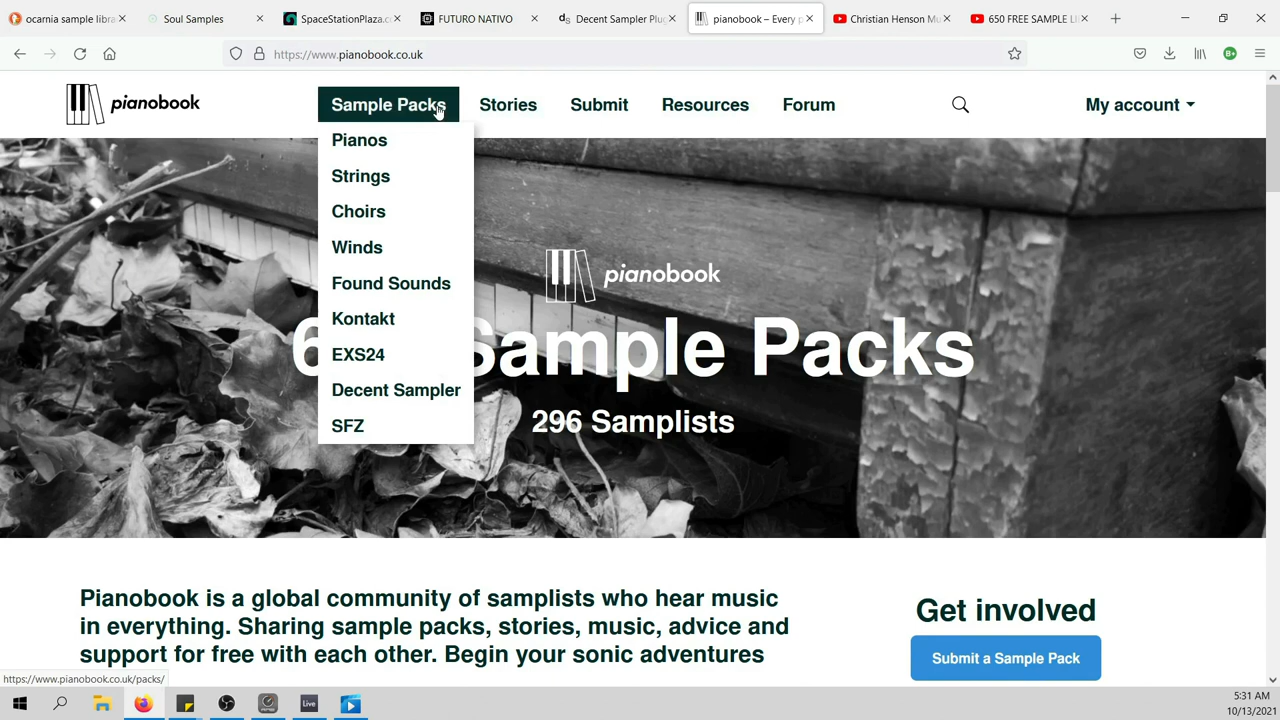 ocarnia sample libra
Soul Samples
SpaceStationPlaza.c
FUTURO NATIVO
Decent Sampler Plu
pianobook – Every p
Christian Henson Mu
650 FREE SAMPLE LI
https://www.pianobook.co.uk
pianobook
Sample Packs
Stories
Submit
Resources
Forum
My account
Pianos
Strings
Choirs
Winds
Found Sounds
Kontakt
EXS24
Decent Sampler
SFZ
pianobook
Sample Packs
296 Samplists
Pianobook is a global community of samplists who hear music
in everything. Sharing sample packs, stories, music, advice and
support for free with each other. Begin your sonic adventures
Get involved
Submit a Sample Pack
https://www.pianobook.co.uk/packs/
Live
5:31 AM
10/13/2021